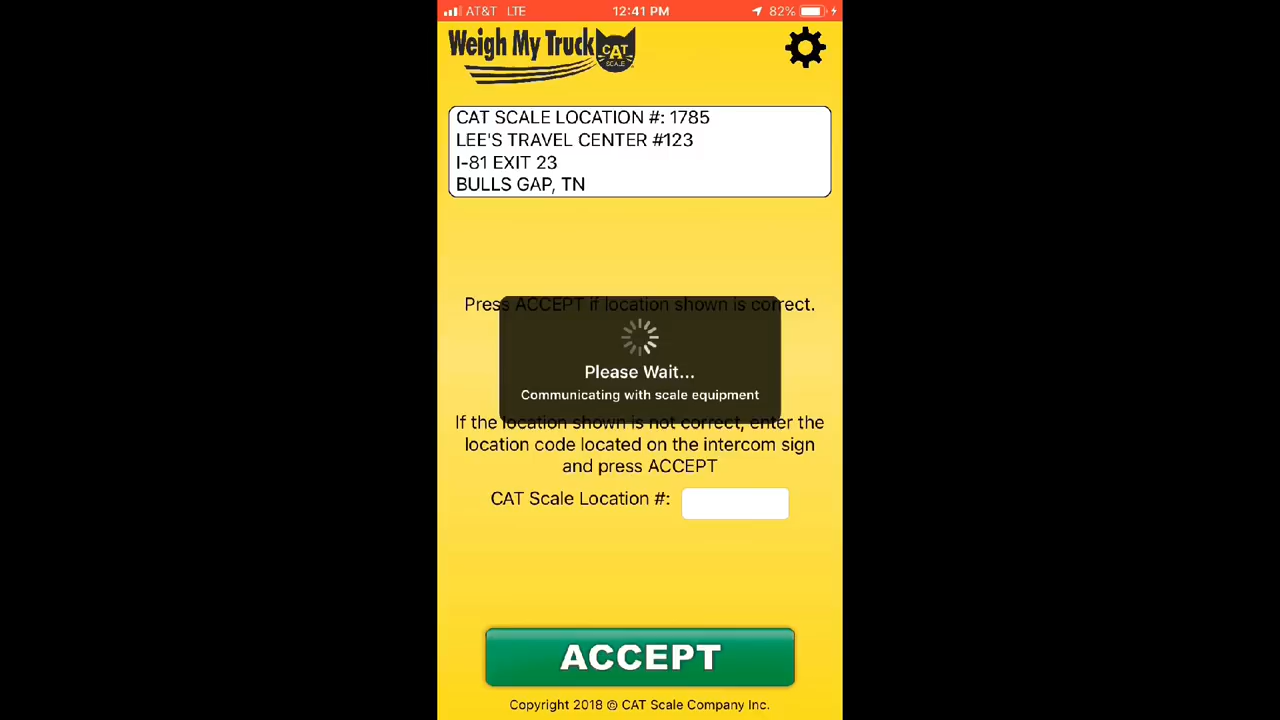 AT&T LTE 12:41 PM 82%
Weigh My Truck CAT SCALE
CAT SCALE LOCATION #: 1785
LEE'S TRAVEL CENTER #123
I-81 EXIT 23
BULLS GAP, TN
Press ACCEPT if location shown is correct.
Please Wait...
Communicating with scale equipment
If the location shown is not correct, enter the
location code located on the intercom sign
and press ACCEPT
CAT Scale Location #:
ACCEPT
Copyright 2018 © CAT Scale Company Inc.